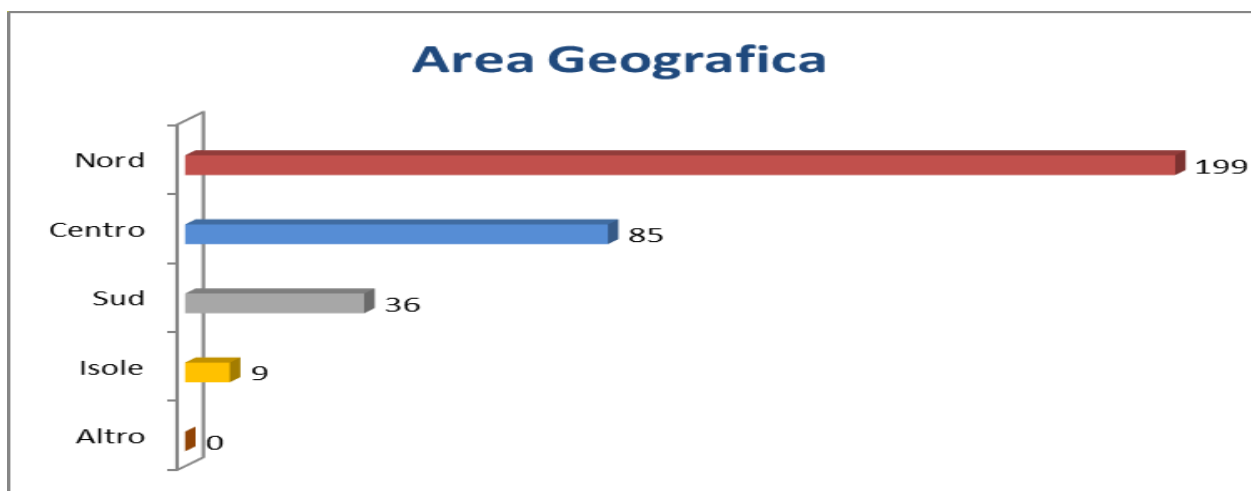 Area Geografica
Nord 199
Centro 85
Sud 36
Isole 9
Altro 0